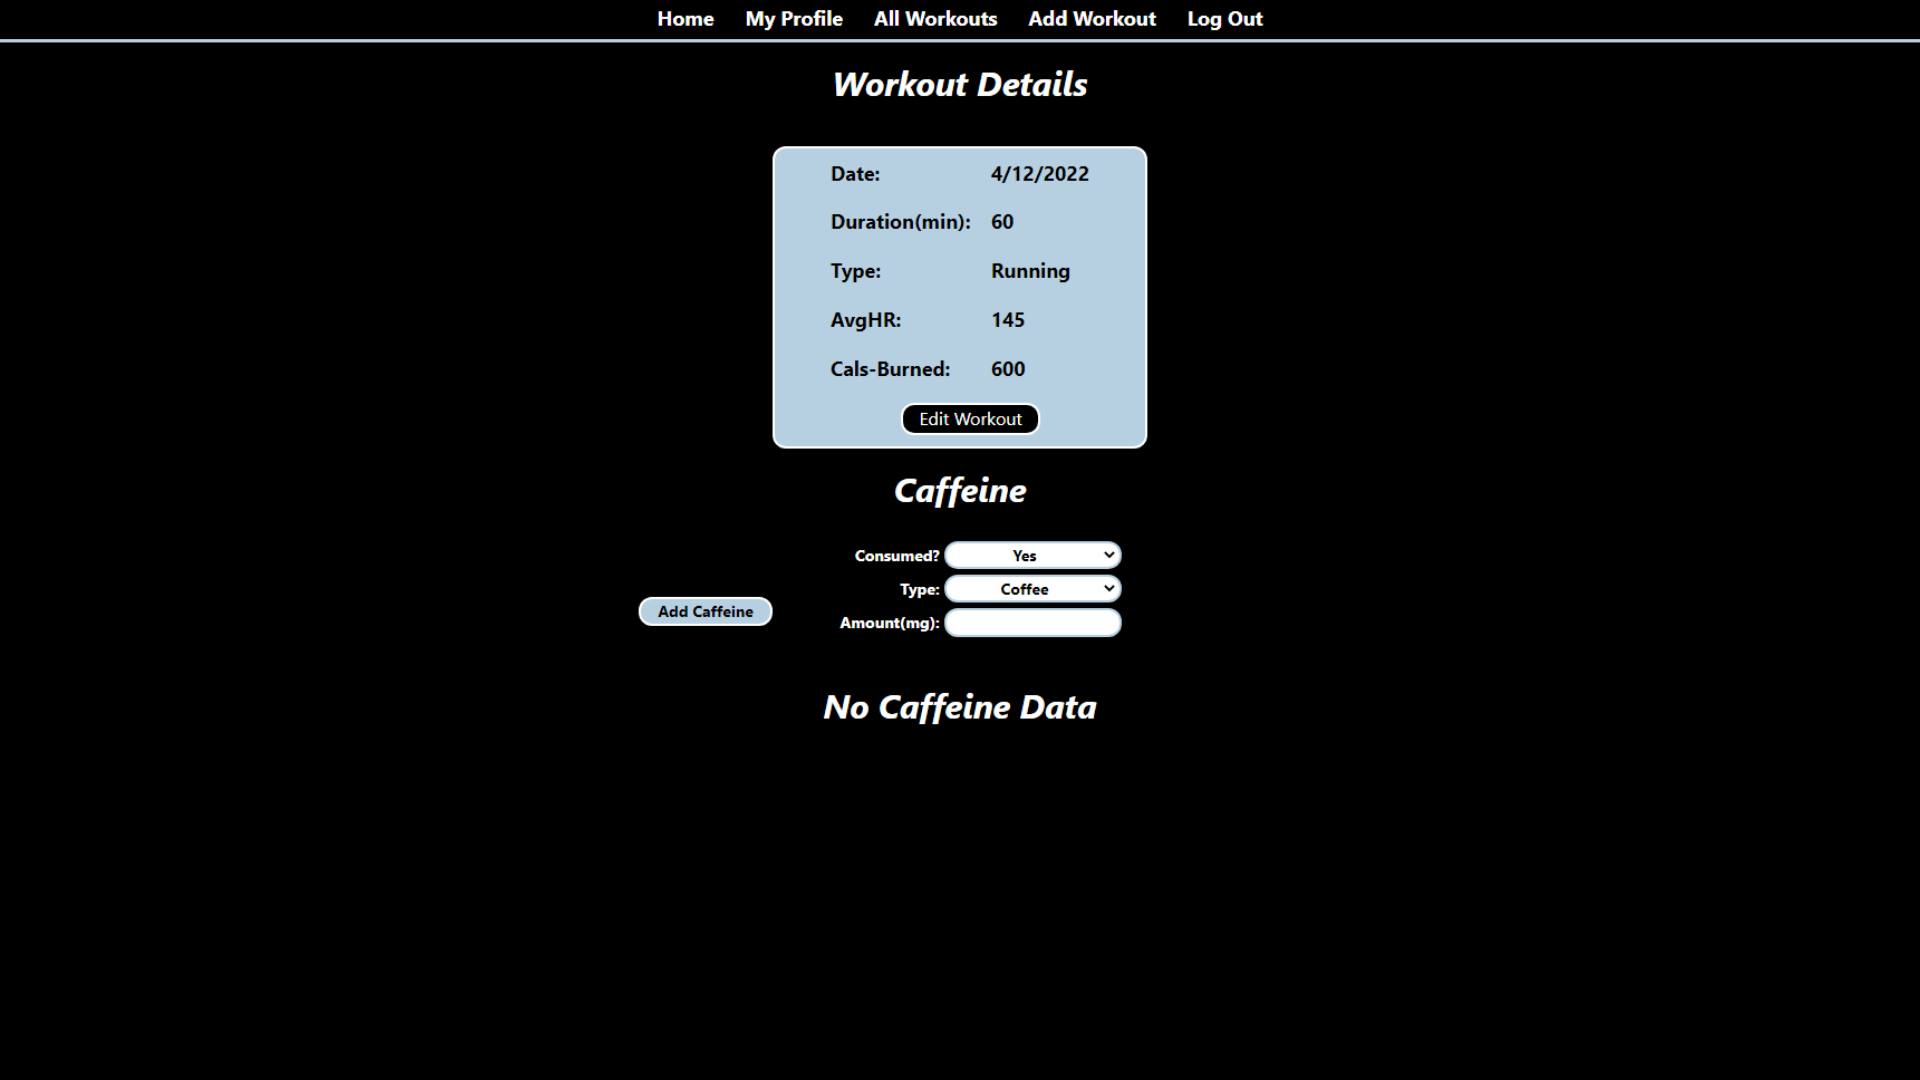 Home My Profile All Workouts Add Workout Log Out
Workout Details
Date: 4/12/2022
Duration(min): 60
Type: Running
AvgHR: 145
Cals-Burned: 600
Edit Workout
Caffeine
Consumed? Yes
Type: Coffee
Add Caffeine
Amount(mg):
No Caffeine Data